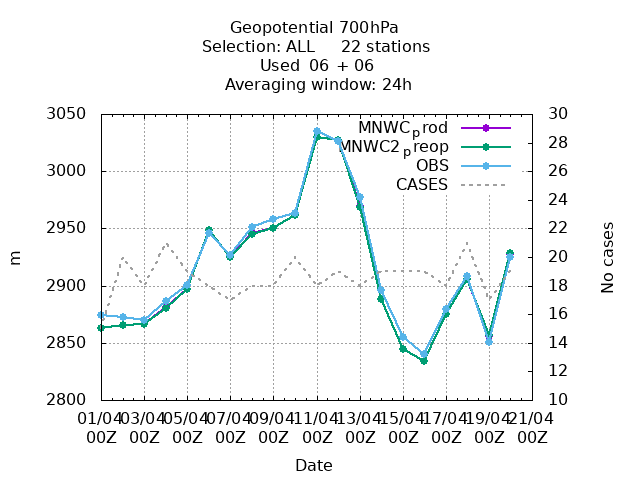 Geopotential 700hPa
Selection: ALL 22 stations
Used 06 + 06
Averaging window: 24h
3050 30
MNWCprod
28
MNWC2preop
3000 26
OBS
CASES
24
2950 22
20
m
No cases
2900 18
16
2850 14
12
2800 10
01/04 03/04 05/04 07/04 09/04 11/04 13/04 15/04 17/04 19/04 21/04
00Z 00Z 00Z 00Z 00Z 00Z 00Z 00Z 00Z 00Z 00Z
Date